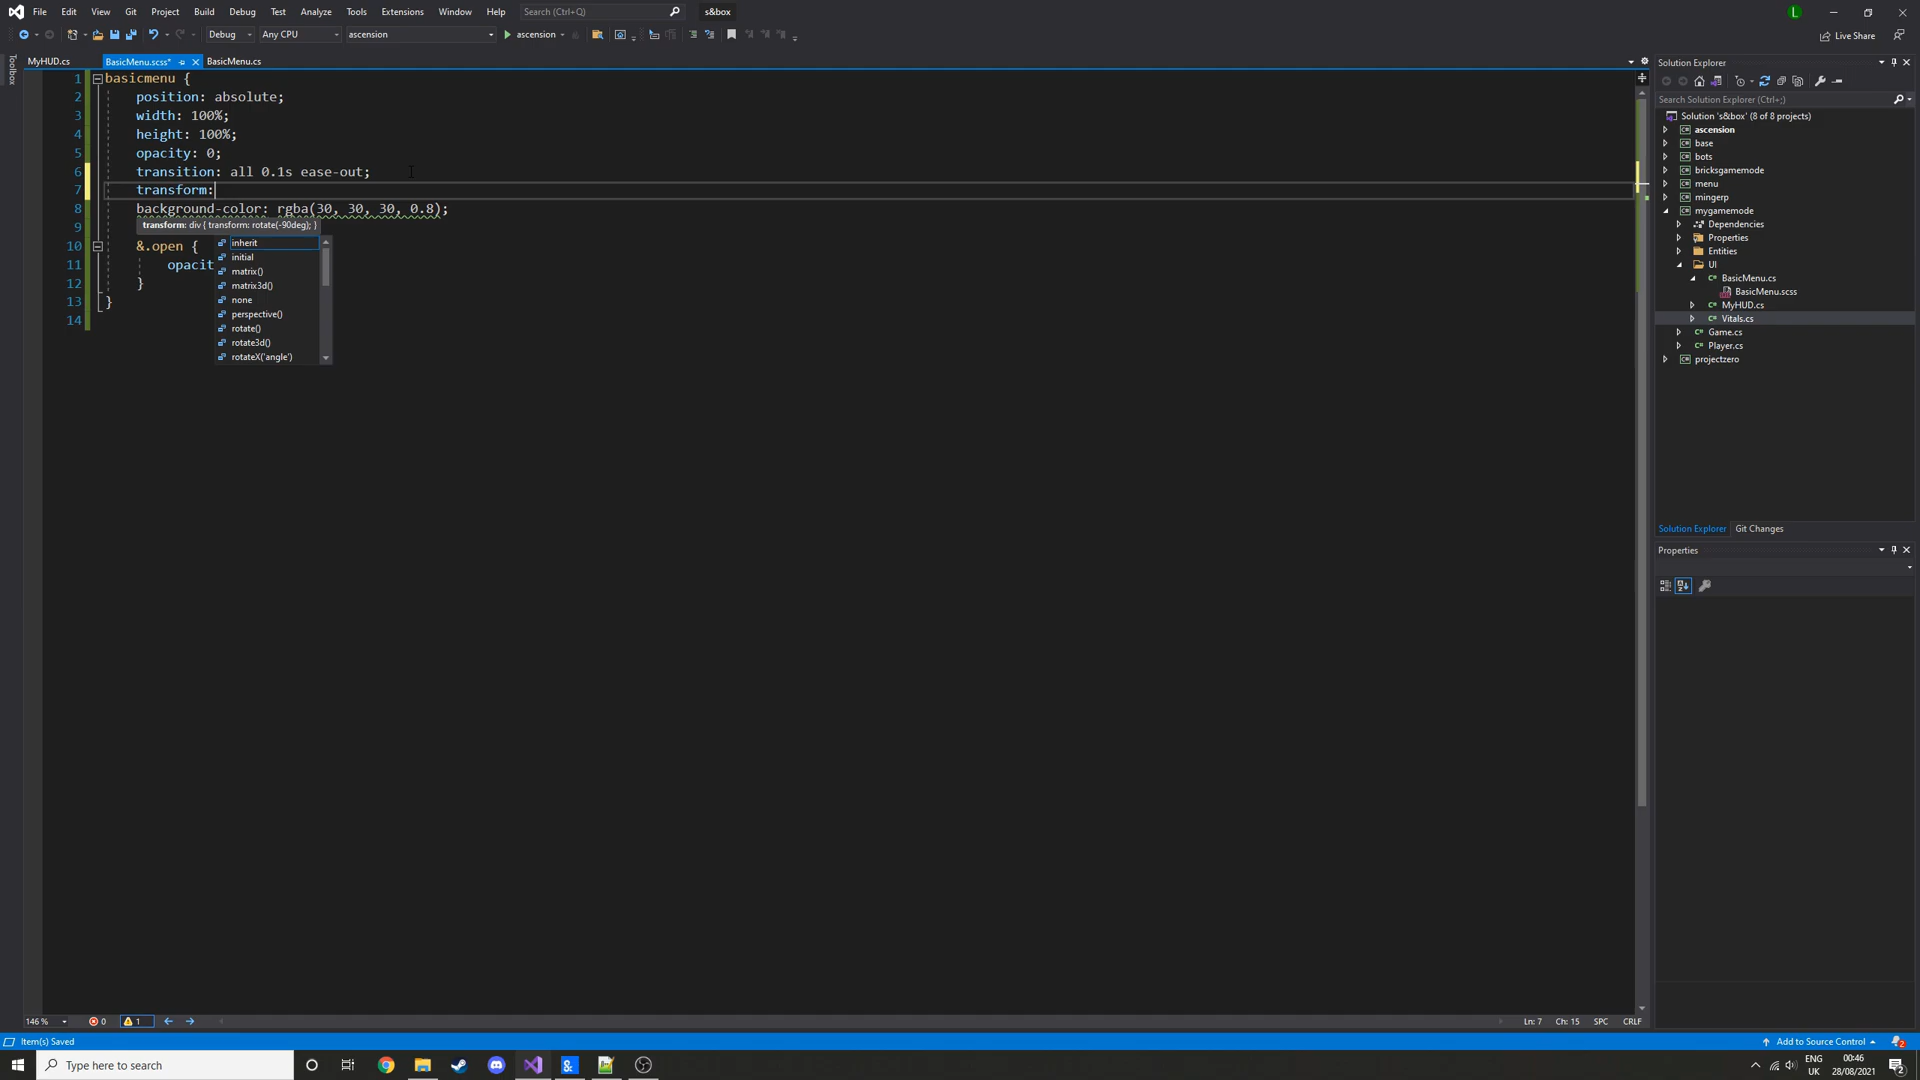 File Edit View Git Project Build Debug Test Analyze Tools Extensions Window Help Search (Ctrl+Q) s&box L
Debug Any CPU ascension ascension Live Share
Toolbox
MyHUD.cs BasicMenu.scss* BasicMenu.cs
1 basicmenu {
2 position: absolute;
3 width: 100%;
4 height: 100%;
5 opacity: 0;
6 transition: all 0.1s ease-out;
7 transform:
8 background-color: rgba(30, 30, 30, 0.8);
9
transform: div { transform: rotate(-90deg); }
10 &.open {
11 opacit
12 }
13 }
14
inherit
initial
matrix()
matrix3d()
none
perspective()
rotate()
rotate3d()
rotateX('angle')
Solution Explorer
Search Solution Explorer (Ctrl+;)
Solution 's&box' (8 of 8 projects)
ascension
base
bots
bricksgamemode
menu
mingerp
mygamemode
Dependencies
Properties
Entities
UI
BasicMenu.cs
BasicMenu.scss
MyHUD.cs
Vitals.cs
Game.cs
Player.cs
projectzero
Solution Explorer Git Changes
Properties
146 % 0 1 Ln: 7 Ch: 15 SPC CRLF
Item(s) Saved Add to Source Control 2
Type here to search ENG UK 00:46 28/08/2021 2